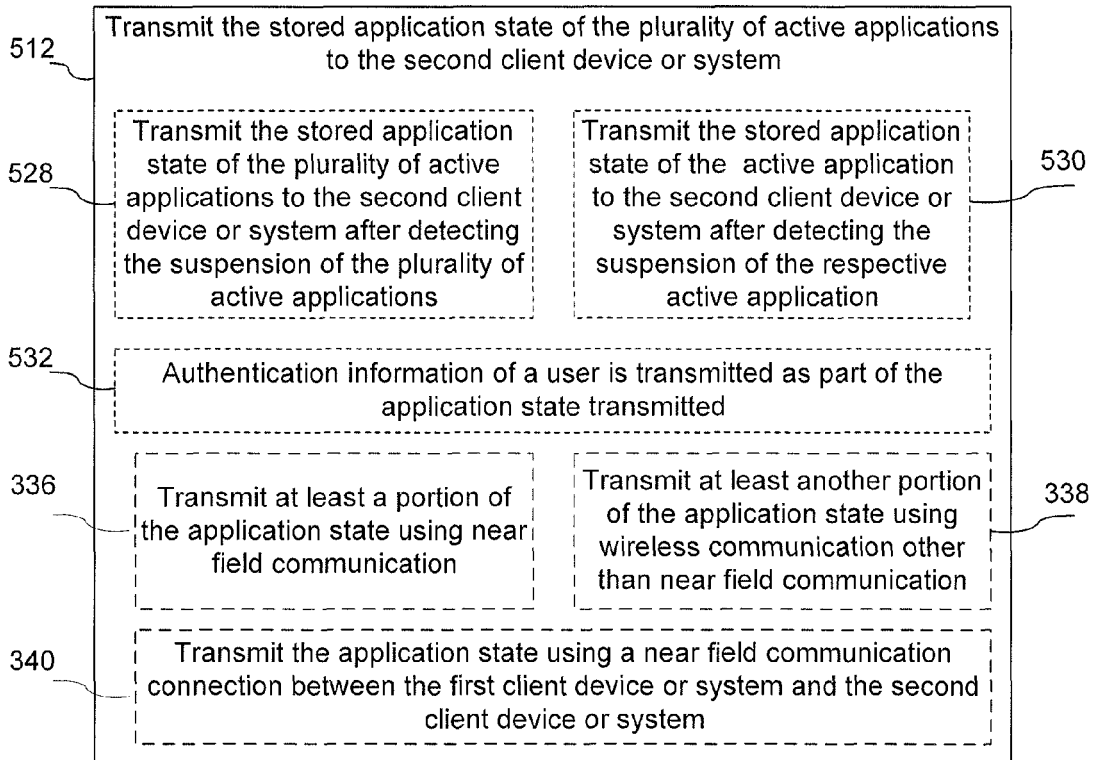 Transmit the stored application state of the plurality of active applications
to the second client device or system
512
Transmit the stored application
state of the plurality of active
applications to the second client
device or system after detecting
the suspension of the plurality of
active applications
528
Transmit the stored application
state of the active application
to the second client device or
system after detecting the
suspension of the respective
active application
530
532
Authentication information of a user is transmitted as part of the
application state transmitted
336
Transmit at least a portion of
the application state using near
field communication
Transmit at least another portion
of the application state using
wireless communication other
than near field communication
338
340
Transmit the application state using a near field communication
connection between the first client device or system and the second
client device or system